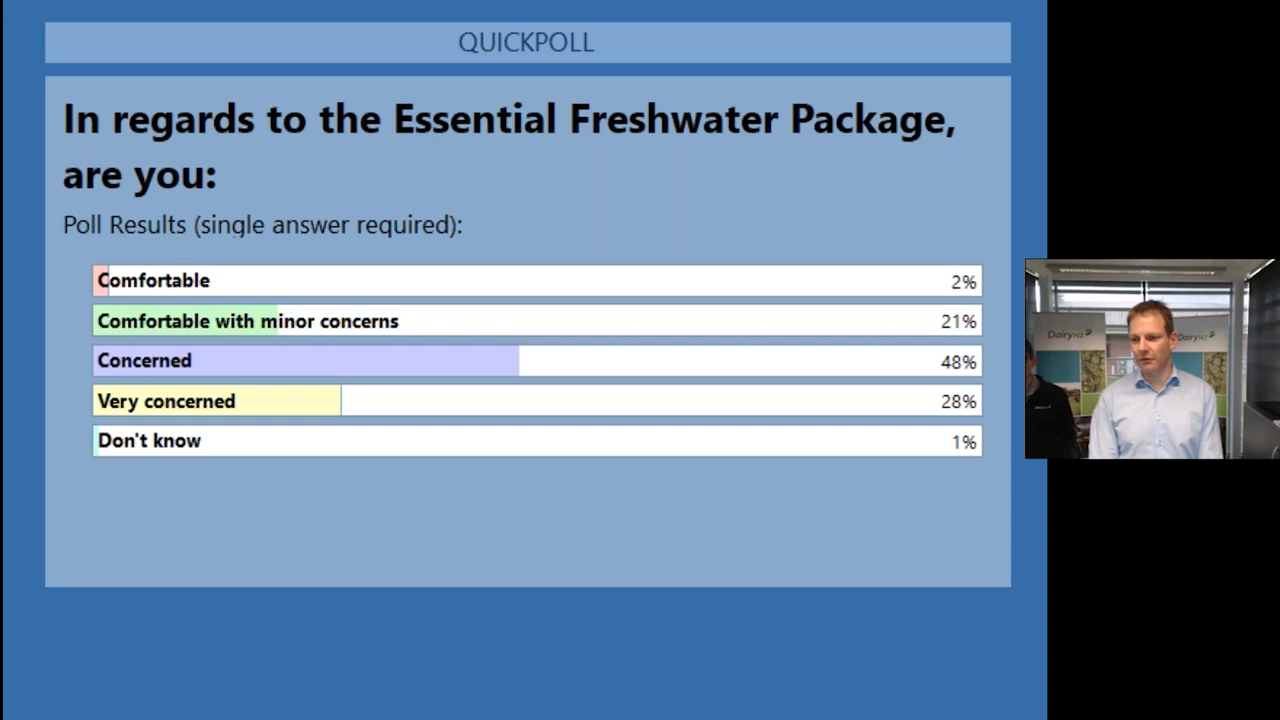 QUICKPOLL
In regards to the Essential Freshwater Package,
are you:
Poll Results (single answer required):
Comfortable 2%
Comfortable with minor concerns 21%
Concerned 48%
Very concerned 28%
Don't know 1%
DairyNZ
DairyNZ